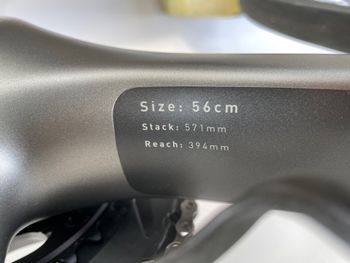 Size: 56cm
Stack: 571mm
Reach: 394mm